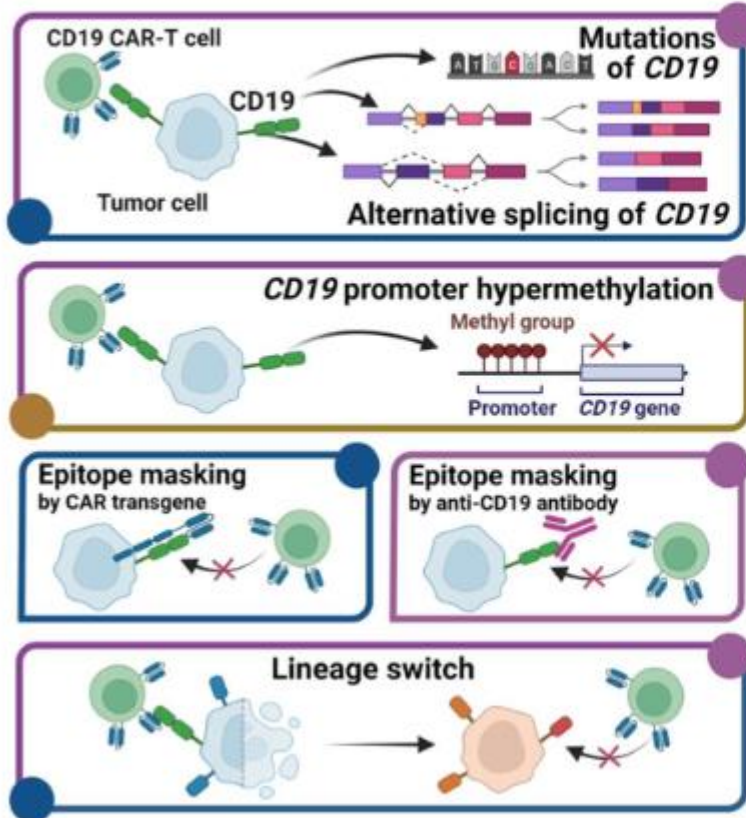 CD19 CAR-T cell
Mutations
of CD19
A T G C G A C T
CD19
Tumor cell
Alternative splicing of CD19
CD19 promoter hypermethylation
Methyl group
Promoter
CD19 gene
Epitope masking
by CAR transgene
Epitope masking
by anti-CD19 antibody
Lineage switch